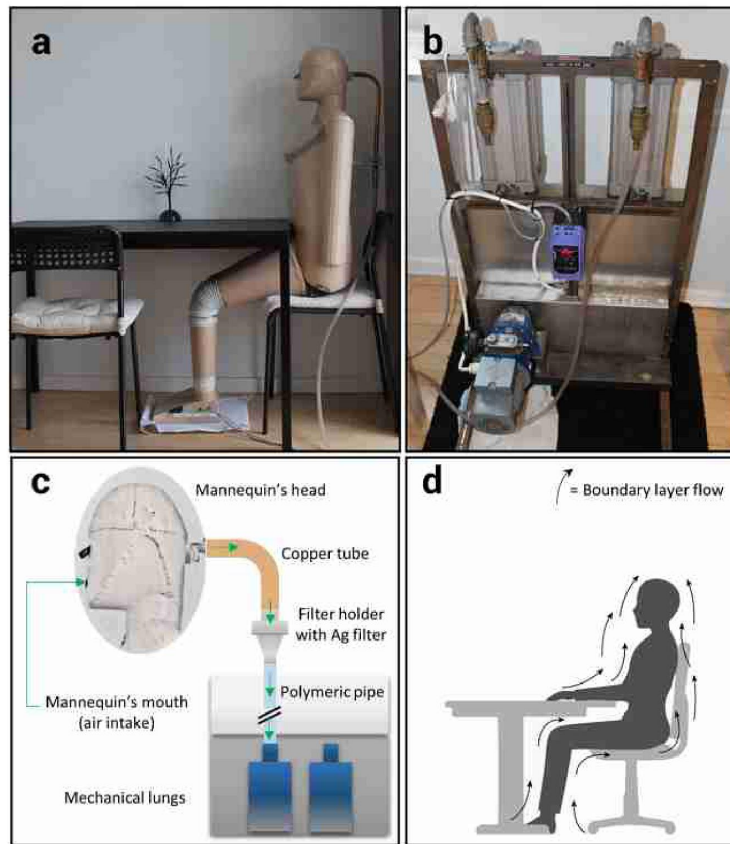 a
b
c
Mannequin's head
Copper tube
Filter holder
with Ag filter
Polymeric pipe
Mannequin's mouth
(air intake)
Mechanical lungs
d
= Boundary layer flow